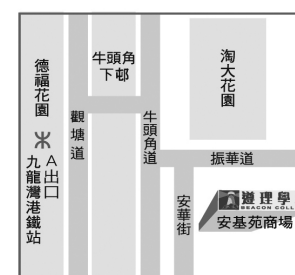 德福花園
A出口
九龍灣港鐵站
觀塘道
牛頭角
下邨
牛頭角道
淘大花園
振華道
安華街
遵理學
BEACON COLL
安基苑商場